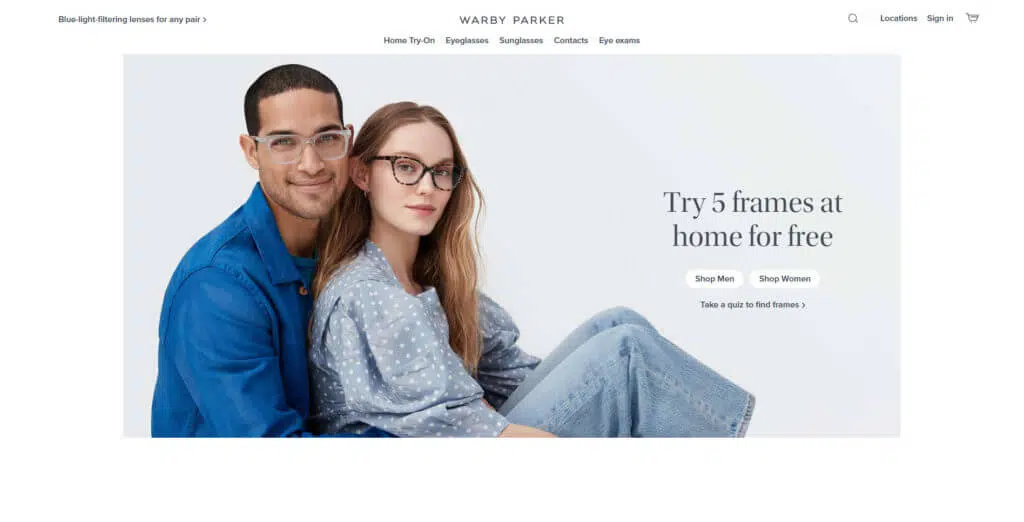 Blue-light-filtering lenses for any pair
WARBY PARKER
Locations Sign in
Home Try-On Eyeglasses Sunglasses Contacts Eye exams
Try 5 frames at
home for free
Shop Men Shop Women
Take a quiz to find frames